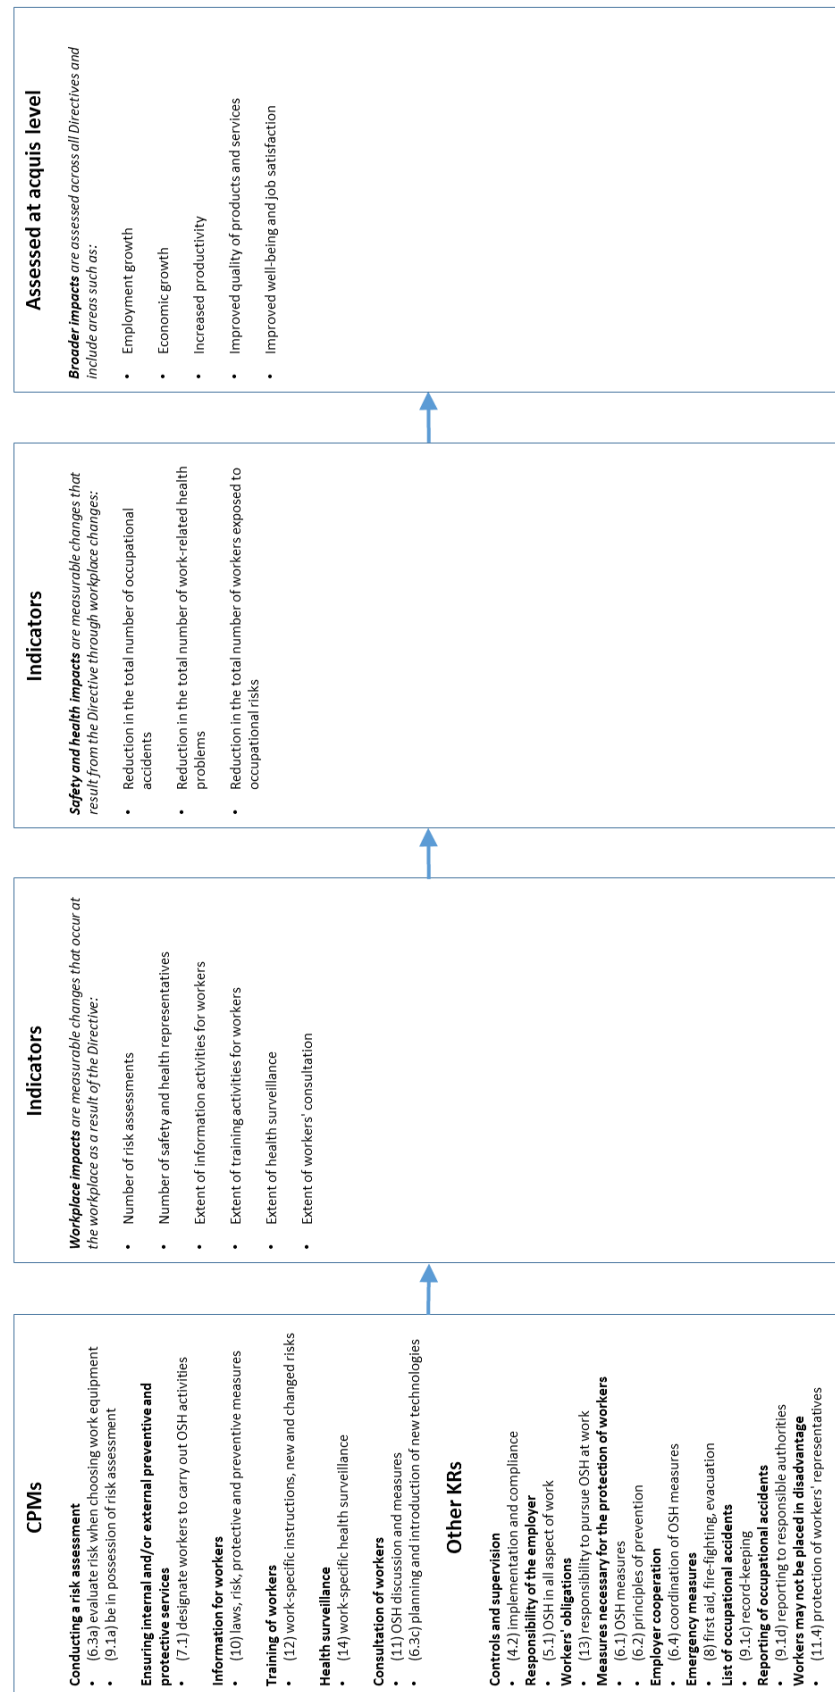 CPMs
Conducting a risk assessment
• (6.3a) evaluate risk when choosing work equipment
• (9.1a) be in possession of risk assessment
Ensuring internal and/or external preventive and
protective services
• (7.1) designate workers to carry out OSH activities
Information for workers
• (10) laws, risk, protective and preventive measures
Training of workers
• (12) work-specific instructions, new and changed risks
Health surveillance
• (14) work-specific health surveillance
Consultation of workers
• (11) OSH discussion and measures
• (6.3c) planning and introduction of new technologies
Other KRs
Controls and supervision
• (4.2) implementation and compliance
Responsibility of the employer
• (5.1) OSH in all aspect of work
Workers' obligations
• (13) responsibility to pursue OSH at work
Measures necessary for the protection of workers
• (6.1) OSH measures
• (6.2) principles of prevention
Employer cooperation
• (6.4) coordination of OSH measures
Emergency measures
• (8) first aid, fire-fighting, evacuation
List of occupational accidents
• (9.1c) record-keeping
Reporting of occupational accidents
• (9.1d) reporting to responsible authorities
Workers may not be placed in disadvantage
• (11.4) protection of workers' representatives
Indicators
Workplace impacts are measurable changes that occur at
the workplace as a result of the Directive:
• Number of risk assessments
• Number of safety and health representatives
• Extent of information activities for workers
• Extent of training activities for workers
• Extent of health surveillance
• Extent of workers' consultation
Indicators
Safety and health impacts are measurable changes that
result from the Directive through workplace changes:
• Reduction in the total number of occupational
accidents
• Reduction in the total number of work-related health
problems
• Reduction in the total number of workers exposed to
occupational risks
Assessed at acquis level
Broader impacts are assessed across all Directives and
include areas such as:
• Employment growth
• Economic growth
• Increased productivity
• Improved quality of products and services
• Improved well-being and job satisfaction